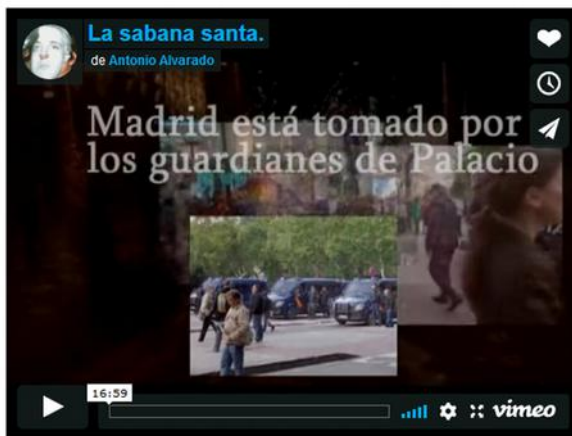 La sabana santa.
de Antonio Alvarado
Madrid está tomado por
los guardianes de Palacio
16:59
vimeo